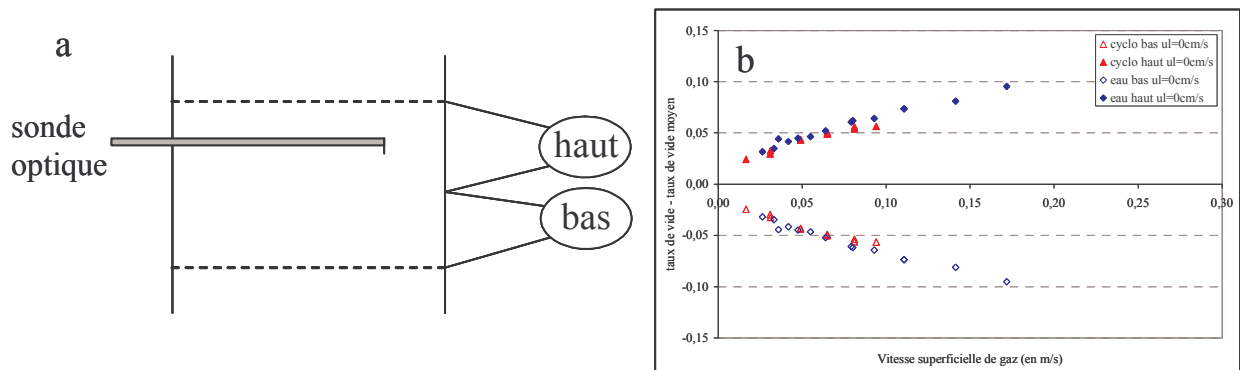 a
sonde
optique
haut
bas
b
cyclo bas ul=0cm/s
cyclo haut ul=0cm/s
eau bas ul=0cm/s
eau haut ul=0cm/s
0,15
0,10
0,05
0,00
-0,05
-0,10
-0,15
0,00 0,05 0,10 0,15 0,20 0,25 0,30
taux de vide - taux de vide moyen
Vitesse superficielle de gaz (en m/s)